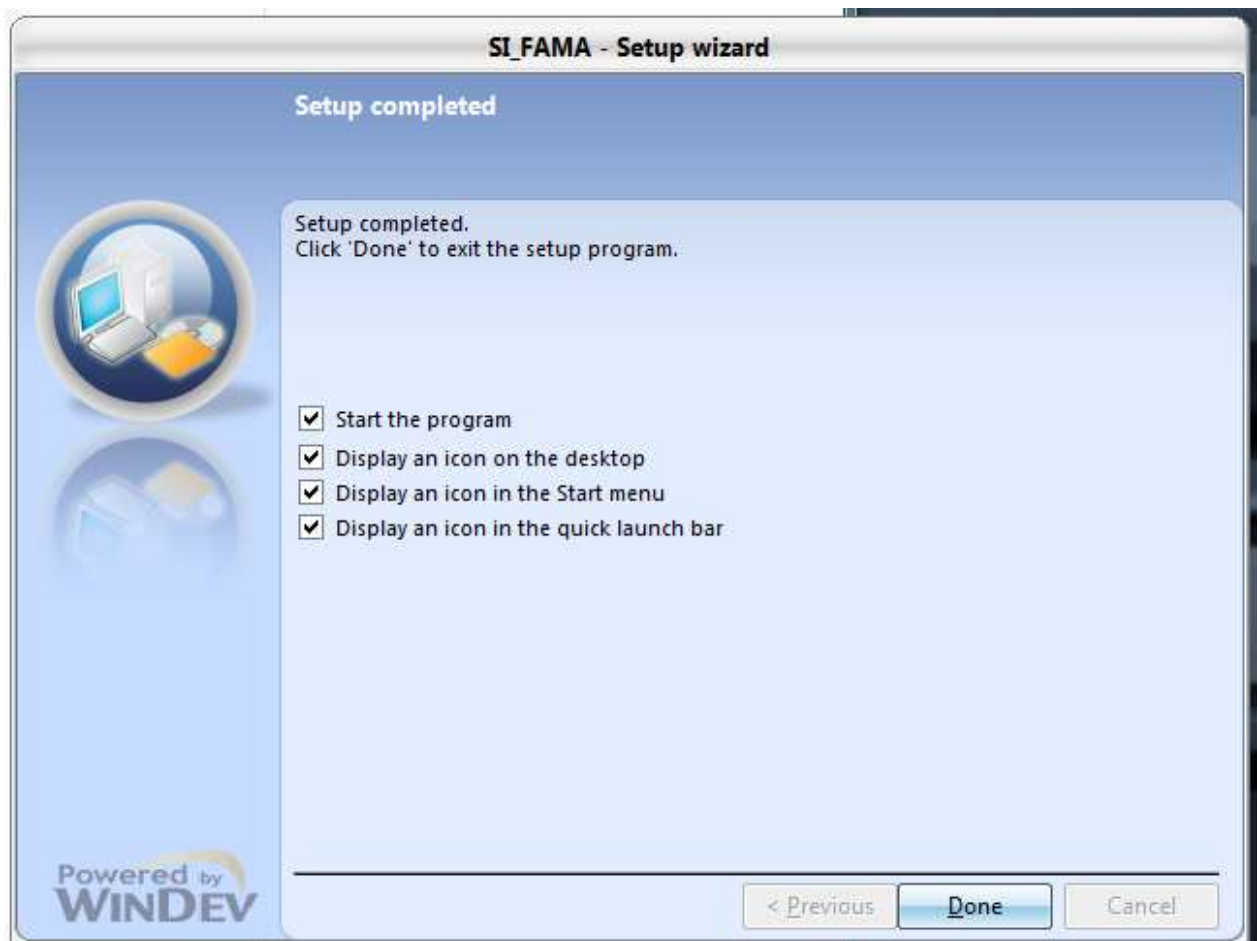 SI_FAMA - Setup wizard
Setup completed
Setup completed.
Click 'Done' to exit the setup program.
Start the program
Display an icon on the desktop
Display an icon in the Start menu
Display an icon in the quick launch bar
Powered by
WINDEV
< Previous
Done
Cancel